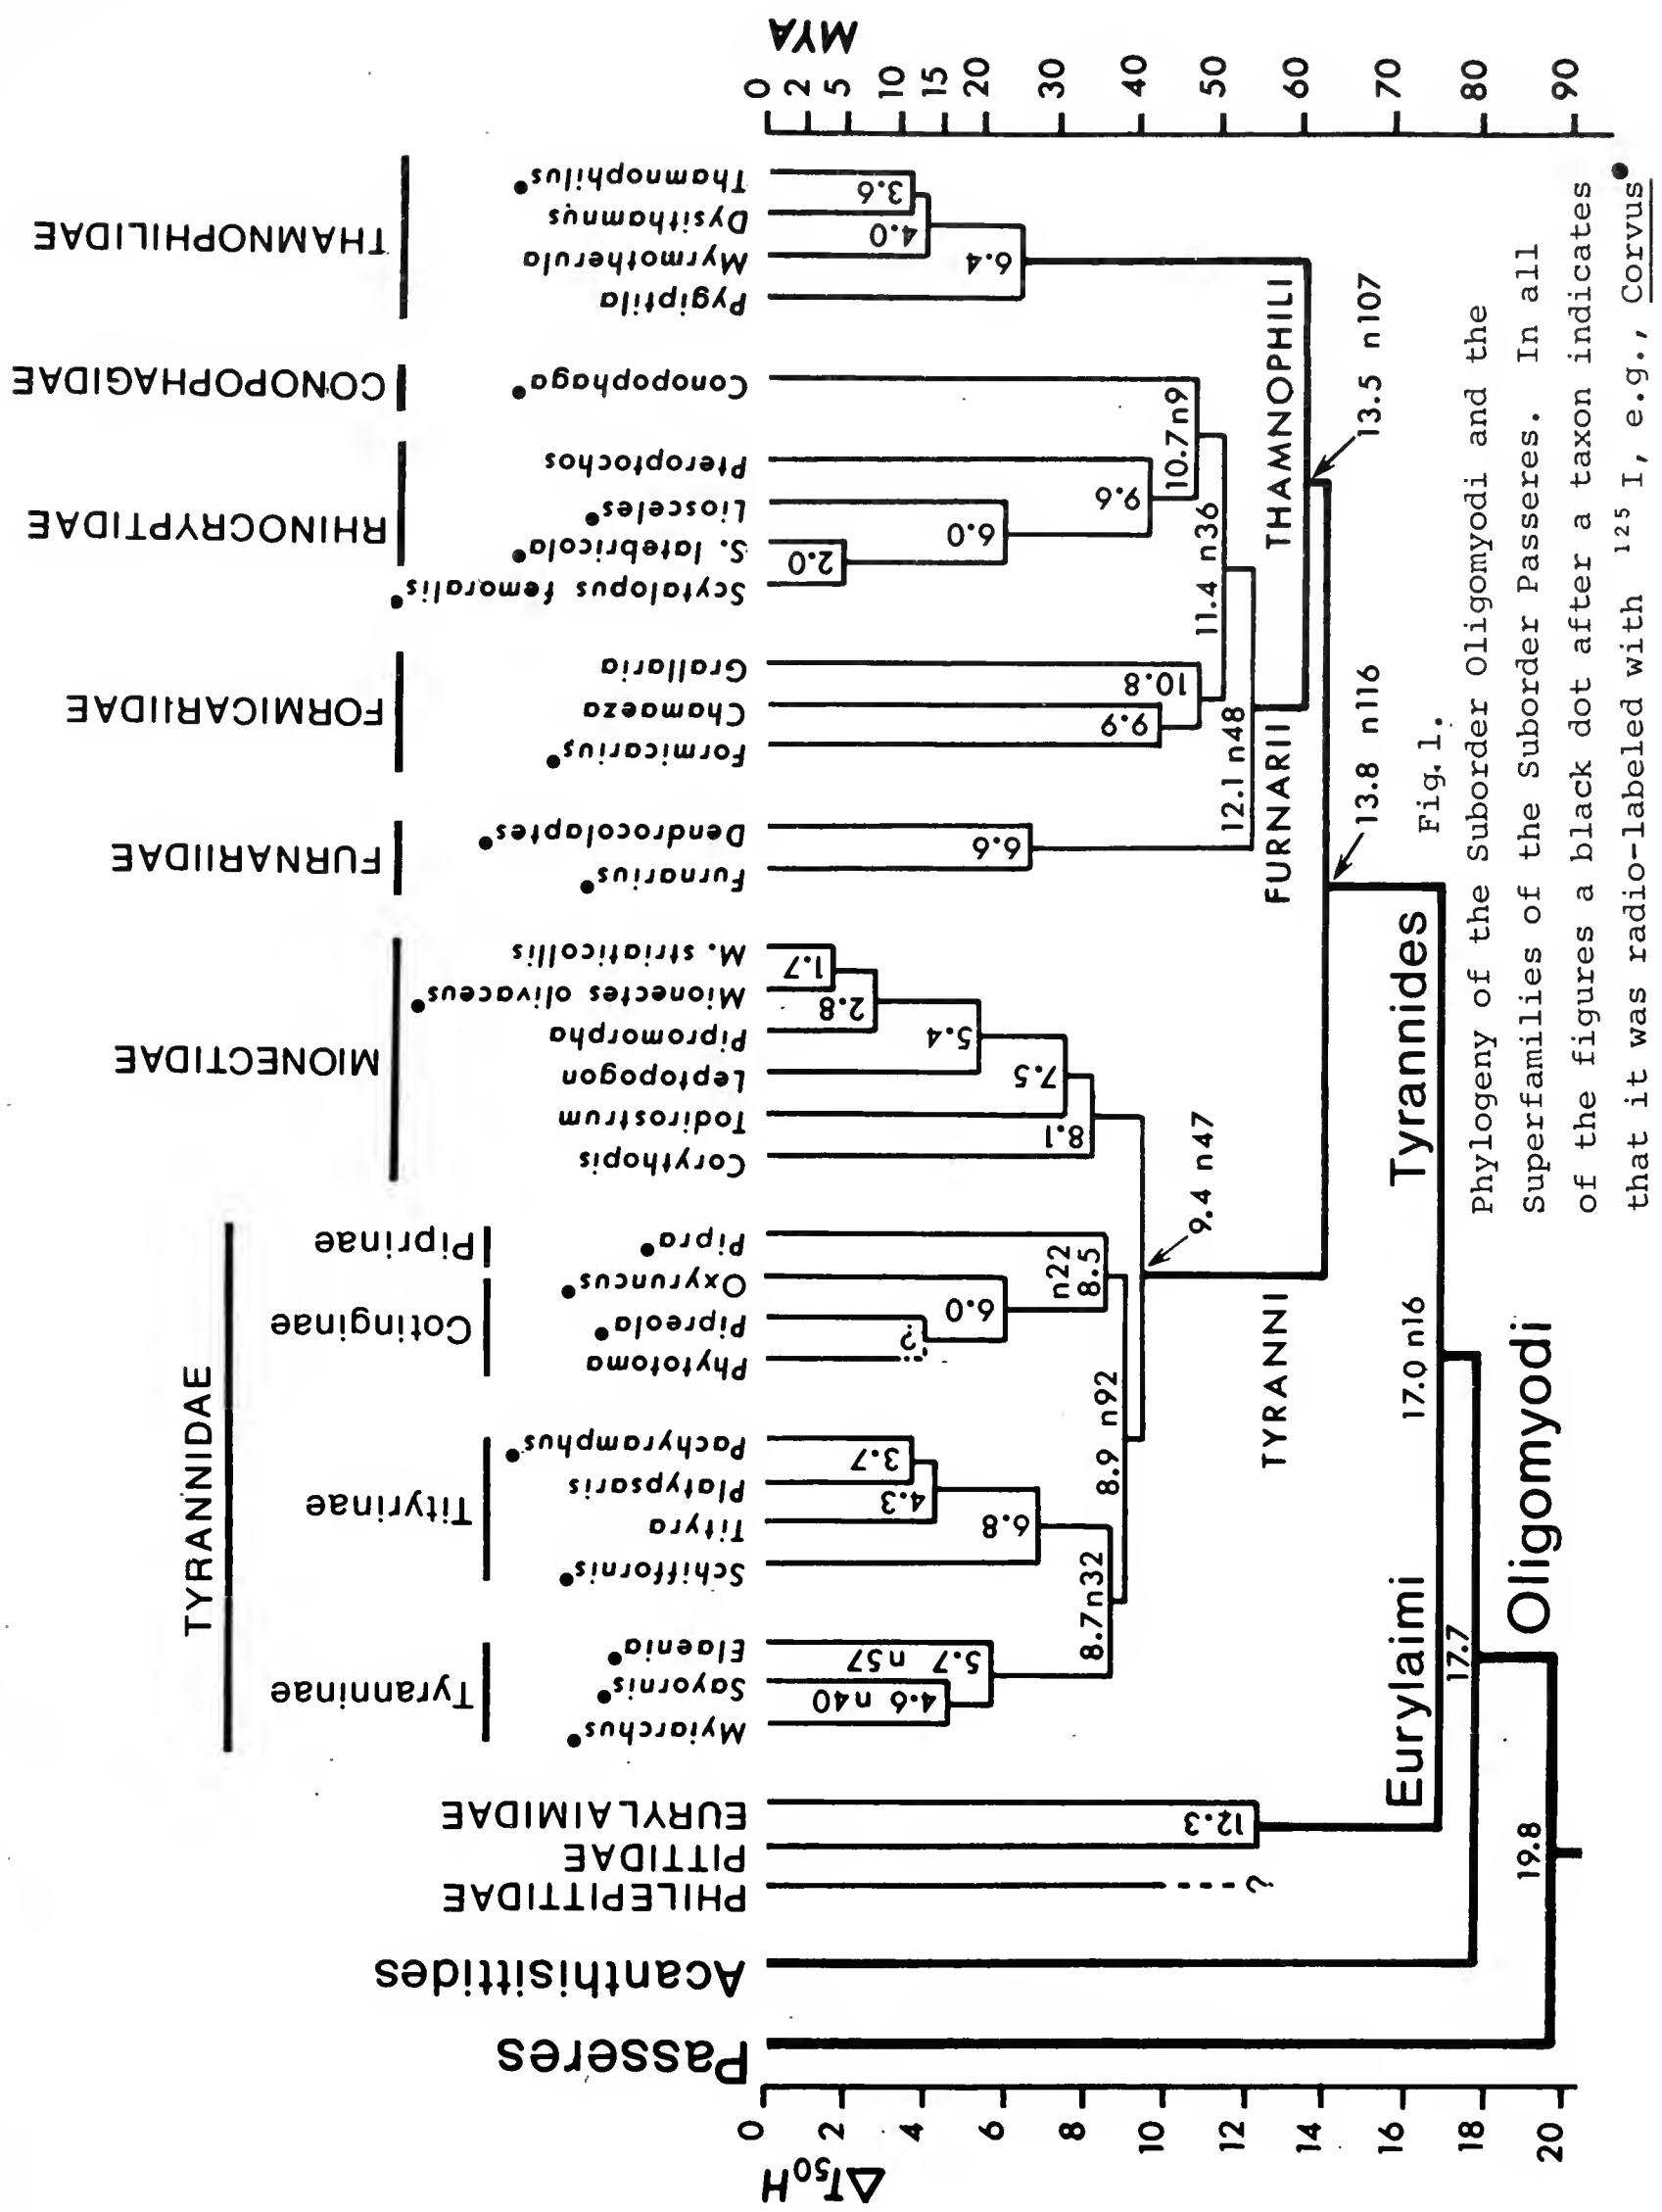 TYRANNIDAE
MIONECTIDAE
FURNARIIDAE
FORMICARIIDAE
RHINOCRYPTIDAE
CONOPOPHAGIDAE
THAMNOPHILIDAE
Tyranninae
Tityrinae
Cotinginae
Piprinae
Passeres
Acanthisittides
PHILEPITTIDAE
PITTIDAE
EURYLAIMIDAE
Myiarchus●
Sayornis●
Elaenia●
Schiffornis●
Tityra
Platypsaris
Pachyramphus●
Phytotoma
Pipreola●
Oxyruncus●
Pipra●
Corythopis
Todirostrum
Leptopogon
Pipromorpha
Mionectes olivaceus●
M. striaticollis
Furnarius●
Dendrocolaptes●
Formicarius●
Chamaeza
Grallaria
Scytalopus femoralis●
S. latebricola●
Liosceles●
Pteroptochos
Conopophaga●
Pygiptila
Myrmotherula
Dysithamnus
Thamnophilus●
ΔT50H
0
2
4
6
8
10
12
14
16
18
20
MYA
0
2
5
10
15
20
30
40
50
60
70
80
90
?
12.3
4.6 n40
5.7 n57
8.7 n32
6.8
4.3
3.7
8.9 n92
?
6.0
n22
8.5
9.4 n47
8.1
7.5
5.4
2.8
1.7
6.6
12.1 n48
9.9
10.8
11.4 n36
2.0
6.0
9.6
10.7 n9
6.4
4.0
3.6
13.5 n107
13.8 n116
17.0 n16
17.7
19.8
TYRANNI
FURNARII
THAMNOPHILI
Eurylaimi
Tyrannides
Oligomyodi
Fig. 1.
Phylogeny of the Suborder Oligomyodi and the
Superfamilies of the Suborder Passeres. In all
of the figures a black dot after a taxon indicates
that it was radio-labeled with 125 I, e.g., Corvus●